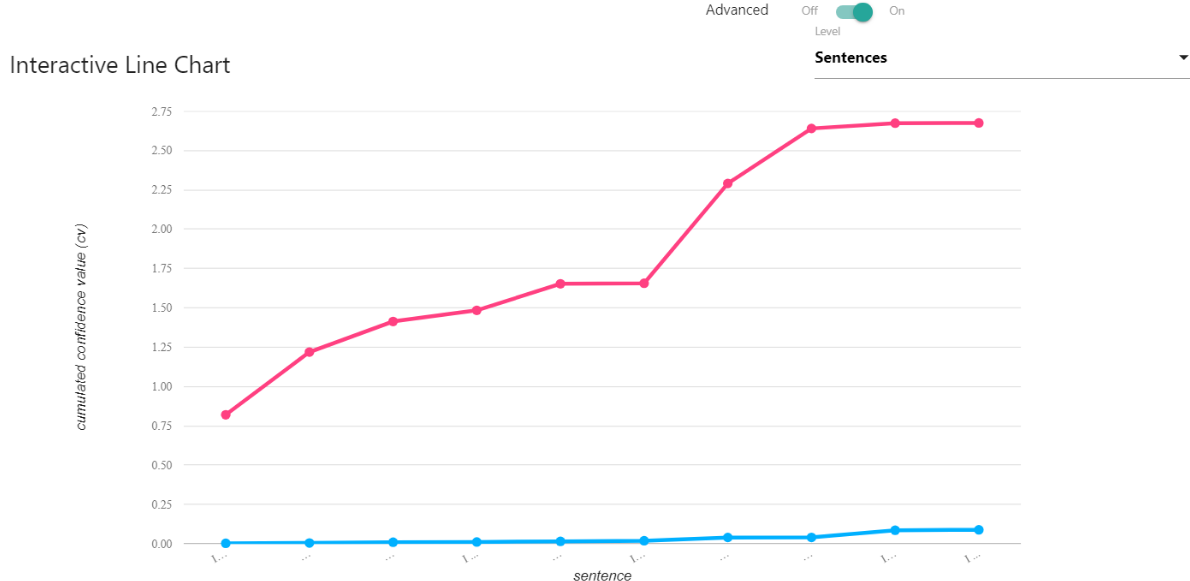 Advanced Off On
Level
Sentences
Interactive Line Chart
2.75
2.50
2.25
2.00
1.75
1.50
1.25
1.00
0.75
0.50
0.25
0.00
cumulated confidence value (cv)
I... ... ... I... ... I... ... ... I... I...
sentence